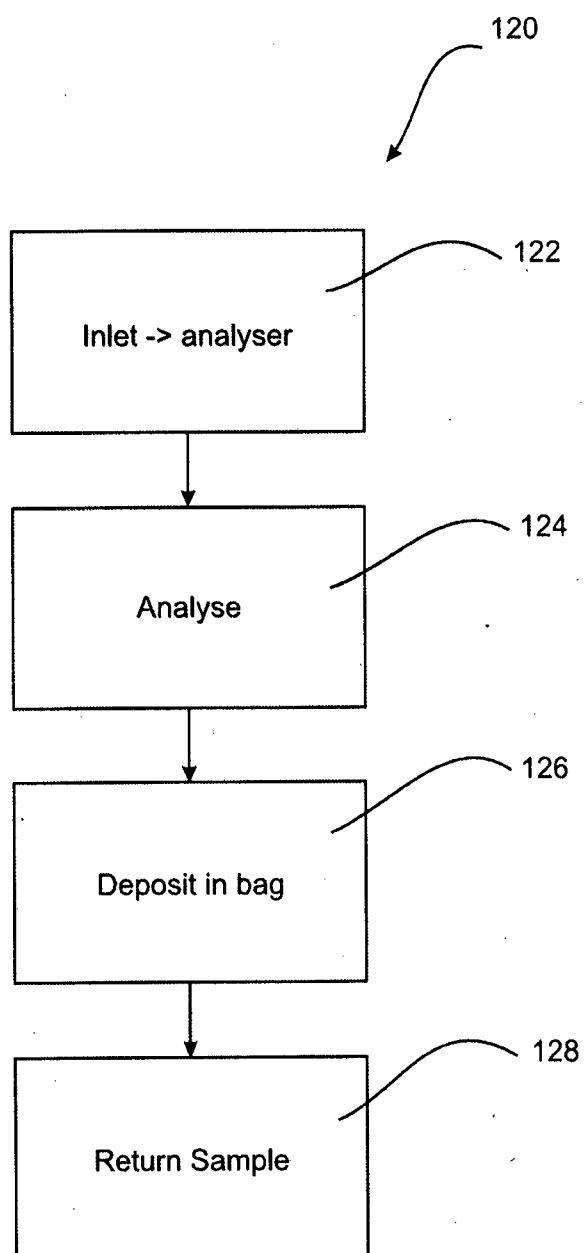 120
122
Inlet -> analyser
124
Analyse
126
Deposit in bag
128
Return Sample